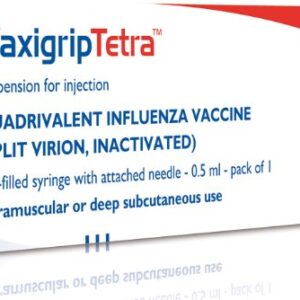 axigripTetra™
pension for injection
UADRIVALENT INFLUENZA VACCINE
PLIT VIRION, INACTIVATED)
-filled syringe with attached needle - 0.5 ml - pack of 1
ramuscular or deep subcutaneous use